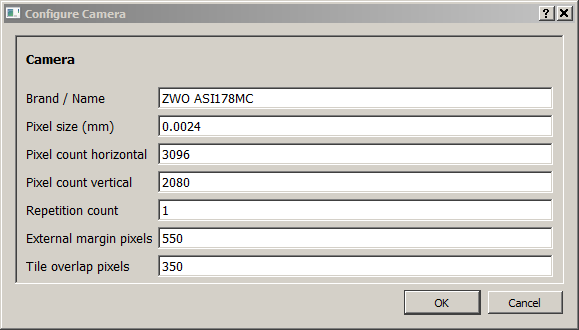 Configure Camera
Camera
Brand / Name ZWO ASI178MC
Pixel size (mm) 0.0024
Pixel count horizontal 3096
Pixel count vertical 2080
Repetition count 1
External margin pixels 550
Tile overlap pixels 350
OK Cancel